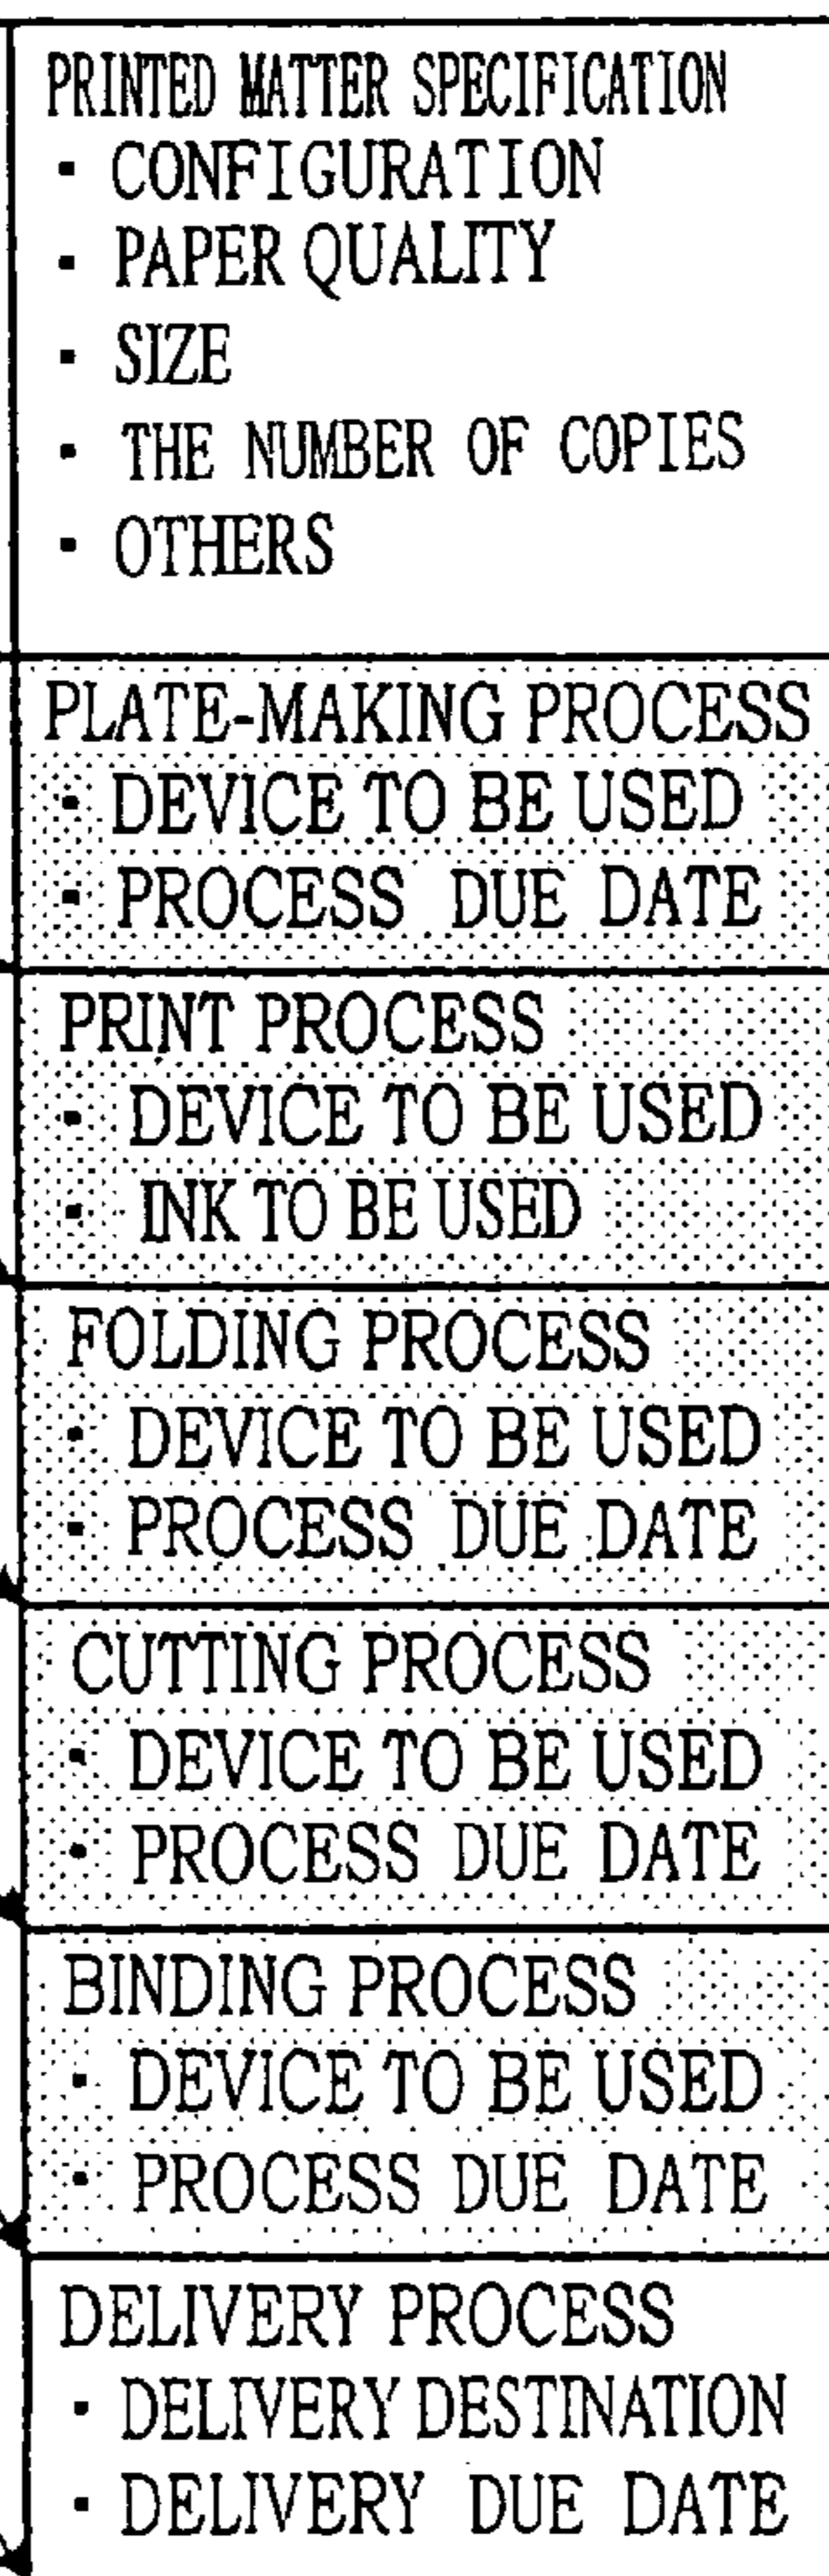 PRINTED MATTER SPECIFICATION
・ CONFIGURATION
・ PAPER QUALITY
・ SIZE
・ THE NUMBER OF COPIES
・ OTHERS
PLATE-MAKING PROCESS
・ DEVICE TO BE USED
・ PROCESS DUE DATE
PRINT PROCESS
・ DEVICE TO BE USED
・ INK TO BE USED
FOLDING PROCESS
・ DEVICE TO BE USED
・ PROCESS DUE DATE
CUTTING PROCESS
・ DEVICE TO BE USED
・ PROCESS DUE DATE
BINDING PROCESS
・ DEVICE TO BE USED
・ PROCESS DUE DATE
DELIVERY PROCESS
・ DELIVERY DESTINATION
・ DELIVERY DUE DATE